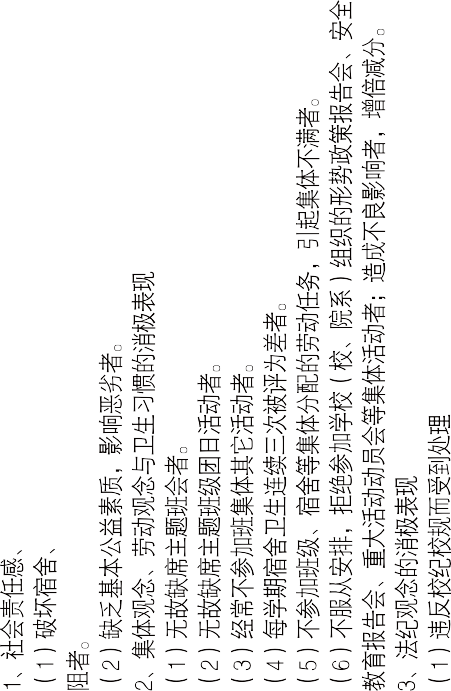 1、社会责任感、
（1）破坏宿舍、
阻者。
（2）缺乏基本公益素质，影响恶劣者。
2、集体观念、劳动观念与卫生习惯的消极表现
（1）无故缺席主题班会者。
（2）无故缺席主题班级团日活动者。
（3）经常不参加班集体其它活动者。
（4）每学期宿舍卫生连续三次被评为差者。
（5）不参加班级、宿舍等集体分配的劳动任务，引起集体不满者。
（6）不服从安排，拒绝参加学校（校、院系）组织的形势政策报告会、安全
教育报告会、重大活动动员会等集体活动者；造成不良影响者，增倍减分。
3、法纪观念的消极表现
（1）违反校纪校规而受到处理